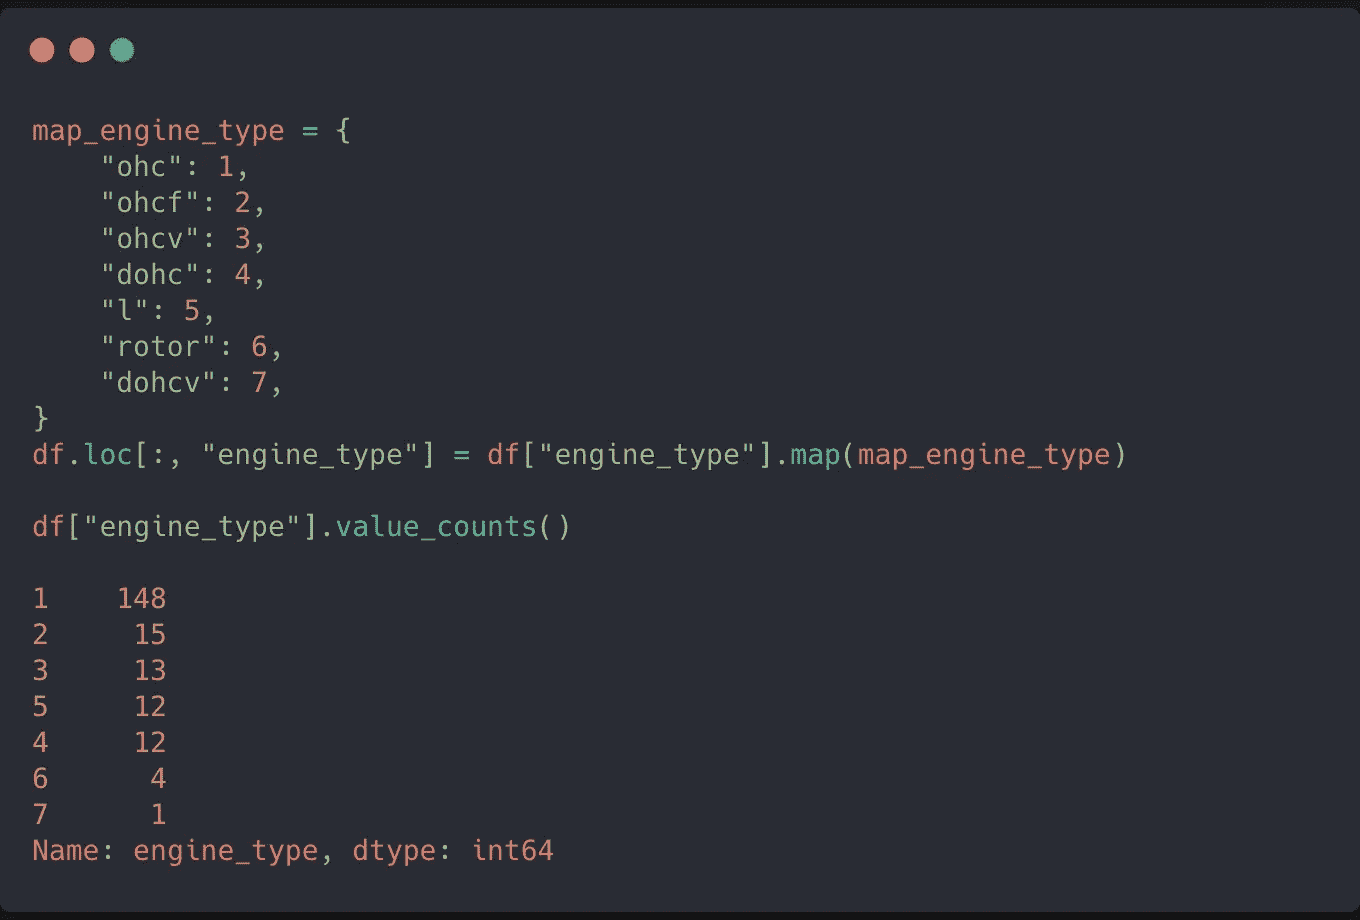 map_engine_type = {
    "ohc": 1,
    "ohcf": 2,
    "ohcv": 3,
    "dohc": 4,
    "l": 5,
    "rotor": 6,
    "dohcv": 7,
}
df.loc[:, "engine_type"] = df["engine_type"].map(map_engine_type)

df["engine_type"].value_counts()

1    148
2     15
3     13
5     12
4     12
6      4
7      1
Name: engine_type, dtype: int64